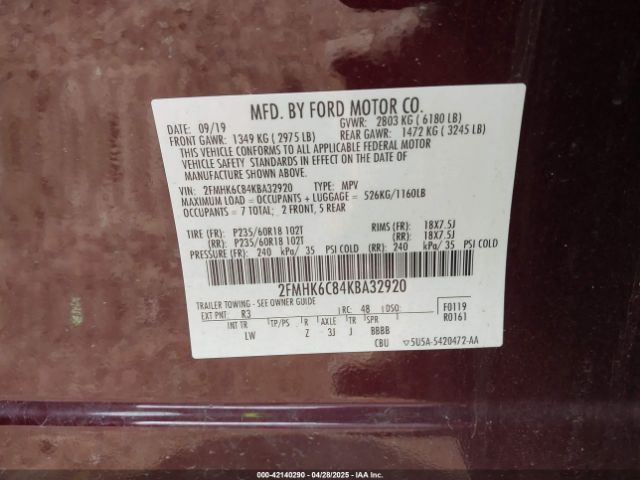 MFD. BY FORD MOTOR CO.
DATE: 09/19 GVWR: 2803 KG ( 6180 LB)
FRONT GAWR: 1349 KG ( 2975 LB) REAR GAWR: 1472 KG ( 3245 LB)
THIS VEHICLE CONFORMS TO ALL APPLICABLE FEDERAL MOTOR
VEHICLE SAFETY STANDARDS IN EFFECT ON THE DATE OF
MANUFACTURE SHOWN ABOVE.
VIN: 2FMHK6C84KBA32920 TYPE: MPV
MAXIMUM LOAD = OCCUPANTS + LUGGAGE = 526KG/1160LB
OCCUPANTS = 7 TOTAL; 2 FRONT, 5 REAR
TIRE (FR): P235/60R18 102T RIMS (FR): 18X7.5J
(RR): P235/60R18 102T (RR): 18X7.5J
PRESSURE (FR): 240 kPa/ 35 PSI COLD (RR): 240 kPa/ 35 PSI COLD
2FMHK6C84KBA32920
TRAILER TOWING - SEE OWNER GUIDE
EXT PNT: R3 RC: 48 DSO: F0119
INT TR TP/PS R AXLE TR SPR R0161
LW Z 3J J BBBB
CBU ▽5U5A-5420472-AA
000-42140290 - 04/28/2025 - IAA Inc.